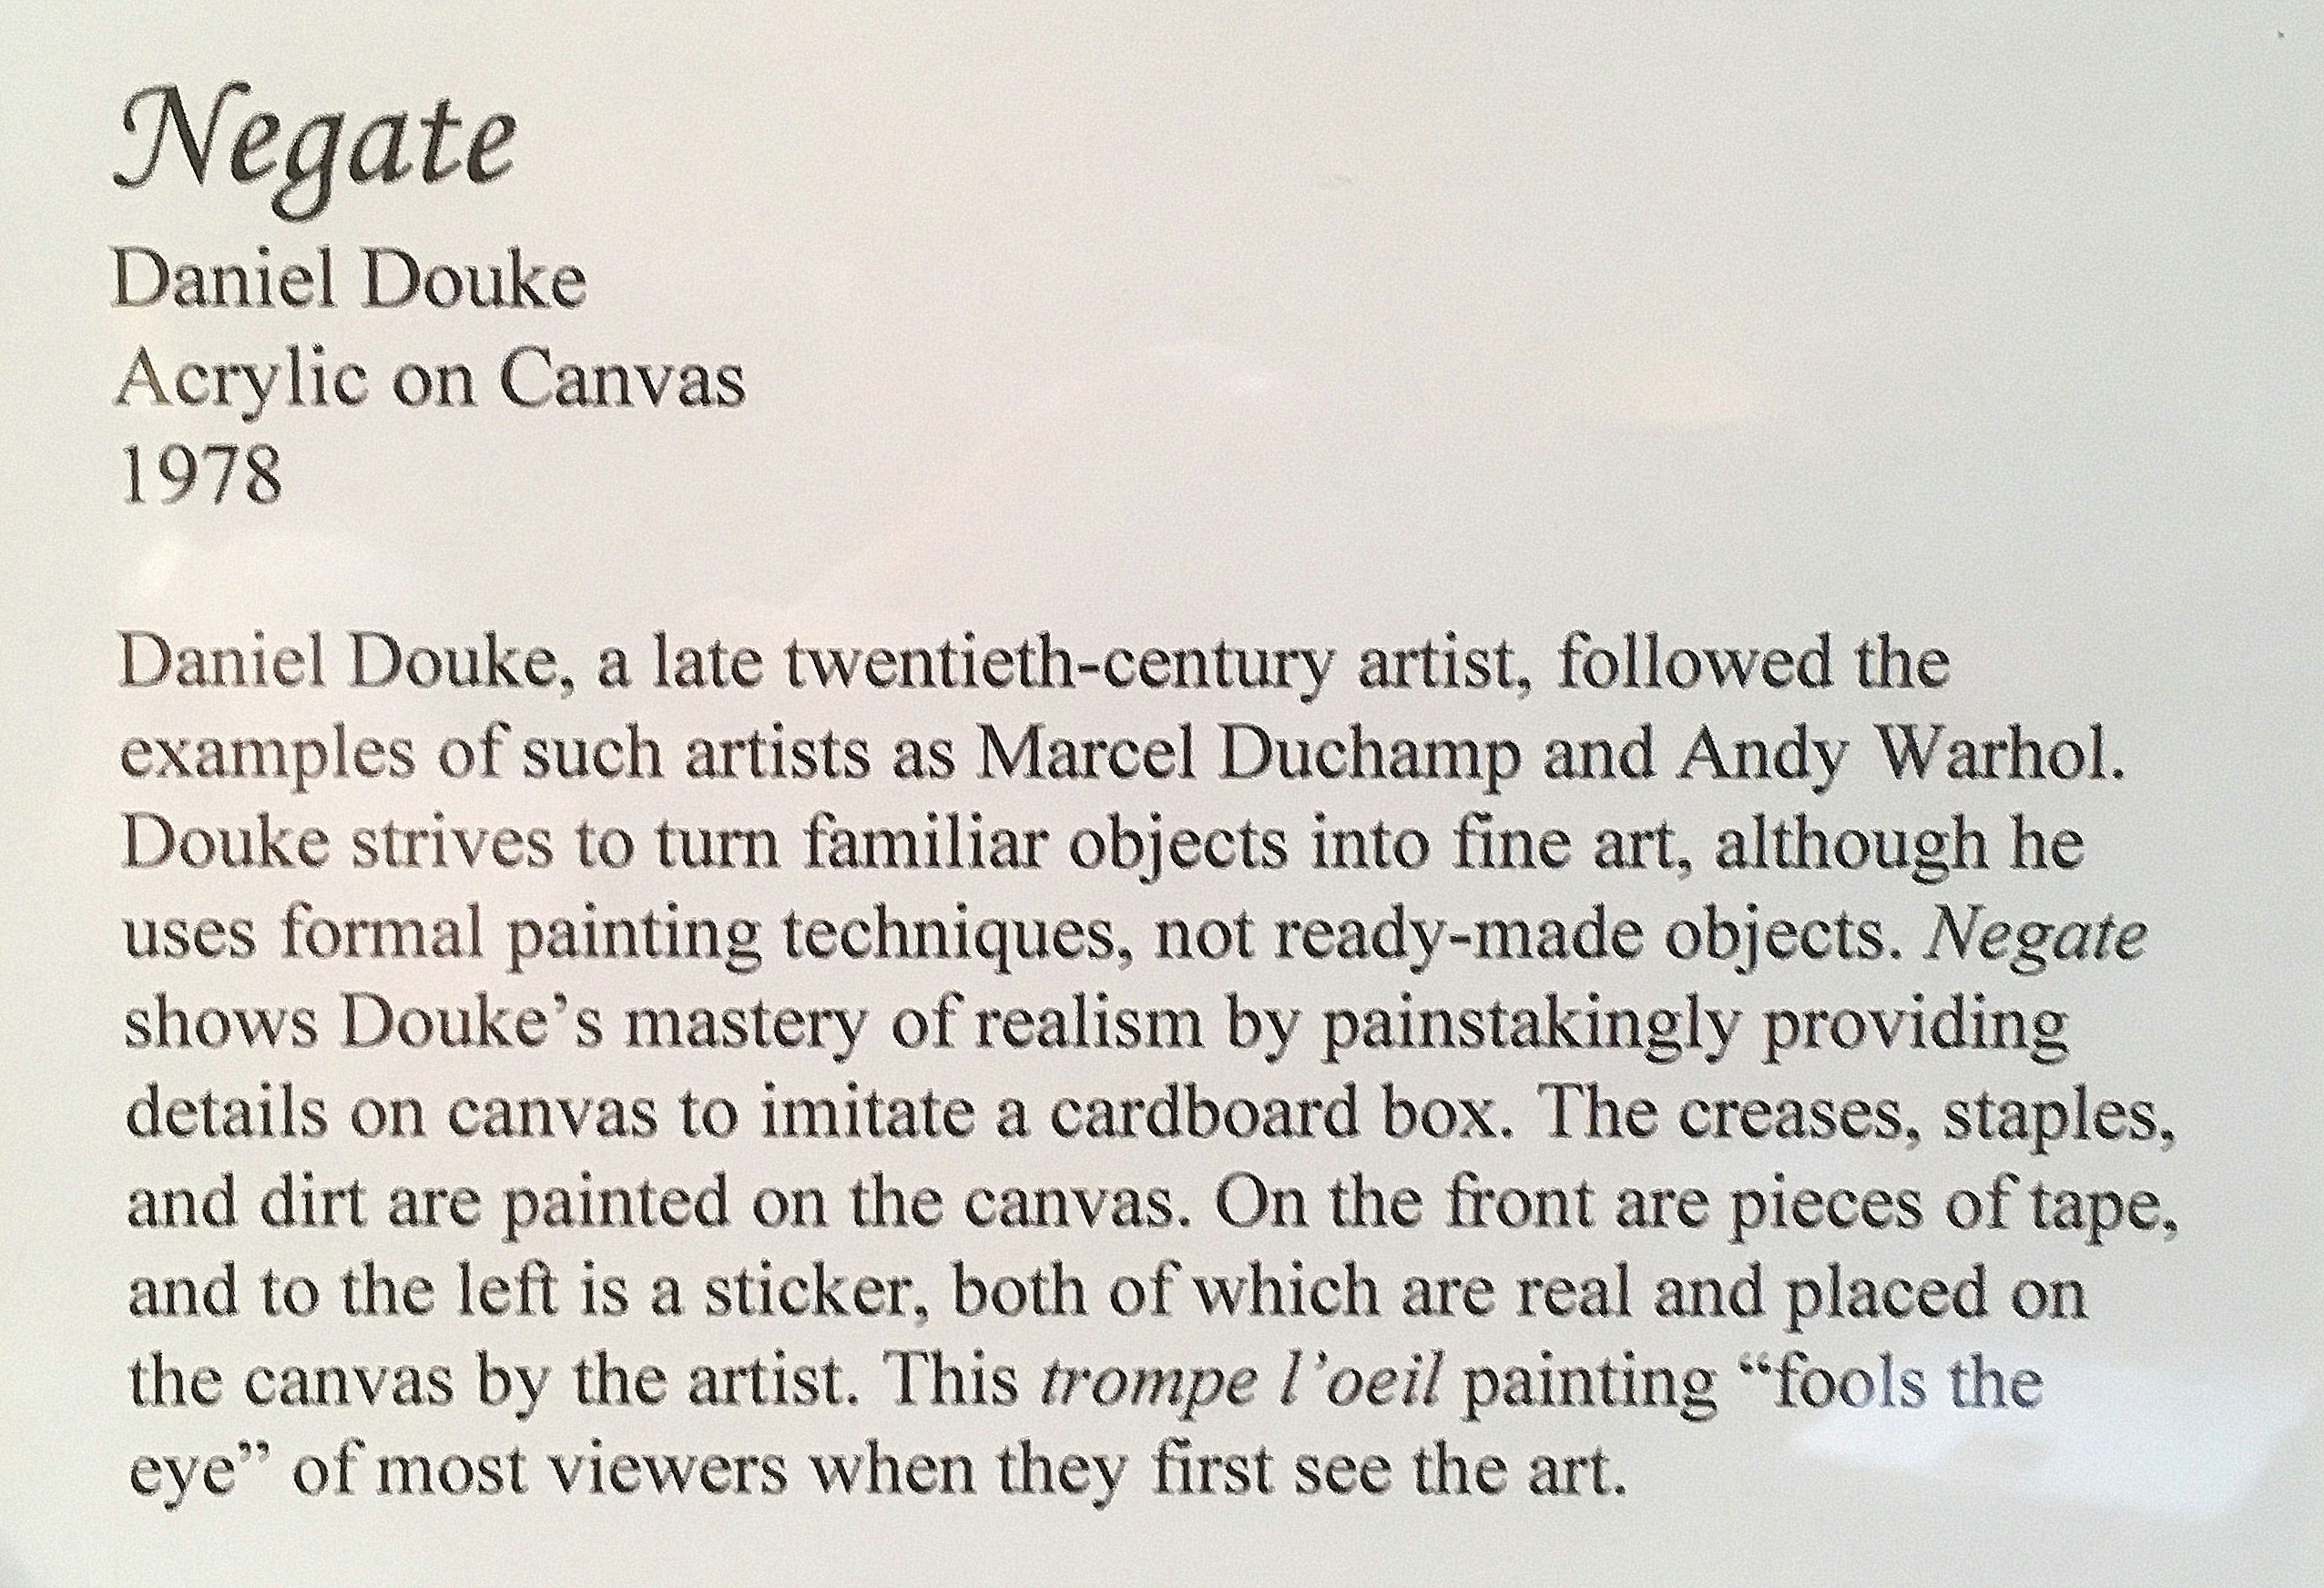 Negate
Daniel Douke
Acrylic on Canvas
1978
Daniel Douke, a late twentieth-century artist, followed the
examples of such artists as Marcel Duchamp and Andy Warhol.
Douke strives to turn familiar objects into fine art, although he
uses formal painting techniques, not ready-made objects. Negate
shows Douke’s mastery of realism by painstakingly providing
details on canvas to imitate a cardboard box. The creases, staples,
and dirt are painted on the canvas. On the front are pieces of tape,
and to the left is a sticker, both of which are real and placed on
the canvas by the artist. This trompe l’oeil painting “fools the
eye” of most viewers when they first see the art.